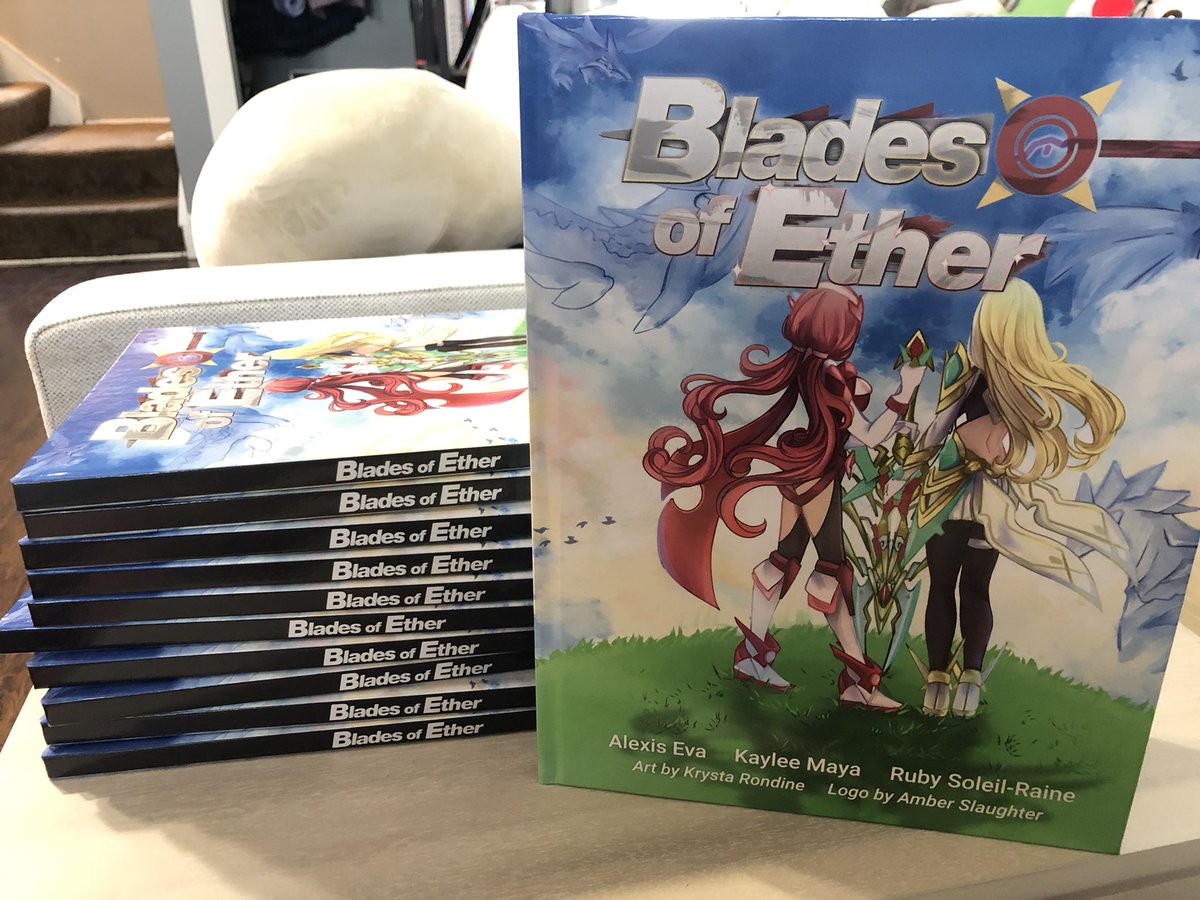 Blades
of Ether
Alexis Eva Kaylee Maya Ruby Soleil-Raine
Art by Krysta Rondine Logo by Amber Slaughter
Blades
of Ether
Blades of Ether
Blades of Ether
Blades of Ether
Blades of Ether
Blades of Ether
Blades of Ether
Blades of Ether
Blades of Ether
Blades of Ether
Blades of Ether